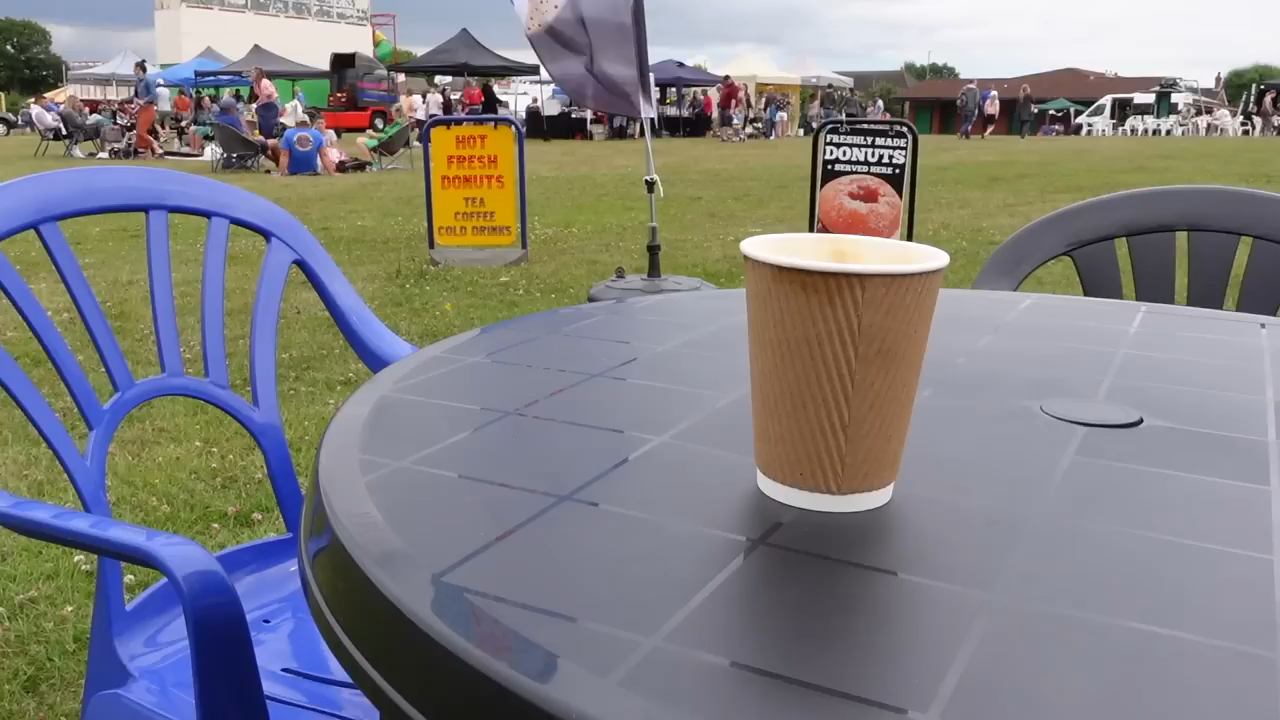 HOT
FRESH
DONUTS
TEA
COFFEE
COLD DRINKS
FRESHLY MADE
DONUTS
SERVED HERE